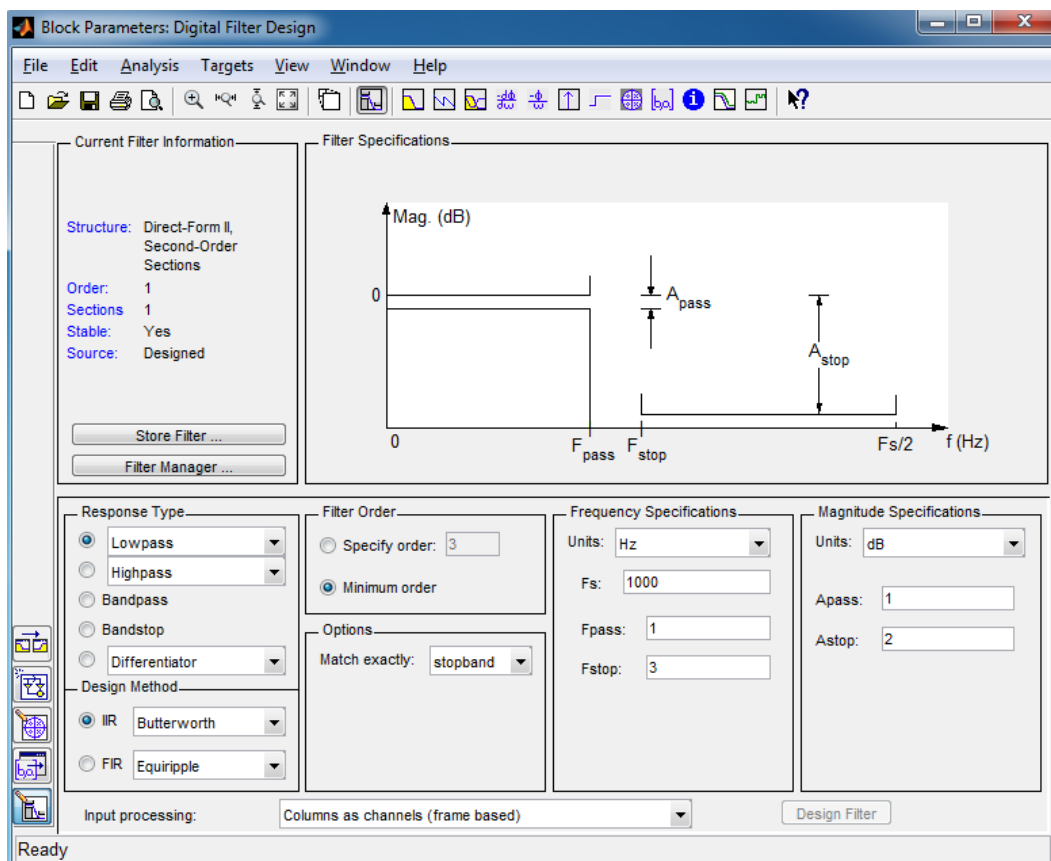 Block Parameters: Digital Filter Design
File Edit Analysis Targets View Window Help
Current Filter Information
Structure: Direct-Form II,
Second-Order
Sections
Order: 1
Sections 1
Stable: Yes
Source: Designed
Store Filter ...
Filter Manager ...
Filter Specifications
Mag. (dB)
0
Apass
Astop
0
Fpass Fstop Fs/2 f (Hz)
Response Type
Lowpass
Highpass
Bandpass
Bandstop
Differentiator
Design Method
IIR Butterworth
FIR Equiripple
Filter Order
Specify order: 3
Minimum order
Options
Match exactly: stopband
Frequency Specifications
Units: Hz
Fs: 1000
Fpass: 1
Fstop: 3
Magnitude Specifications
Units: dB
Apass: 1
Astop: 2
Input processing: Columns as channels (frame based)
Design Filter
Ready